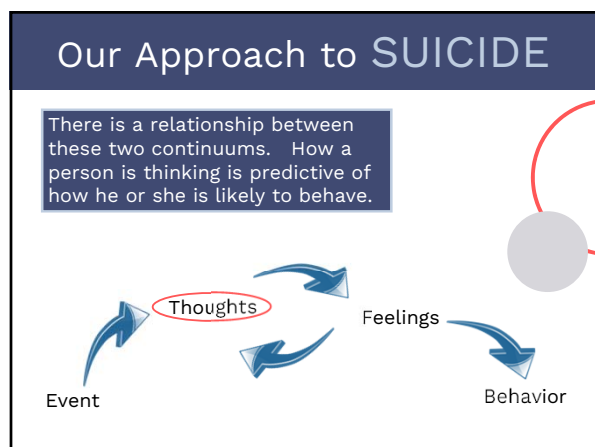 Our Approach to SUICIDE
There is a relationship between
these two continuums. How a
person is thinking is predictive of
how he or she is likely to behave.
Thoughts
Feelings
Event
Behavior